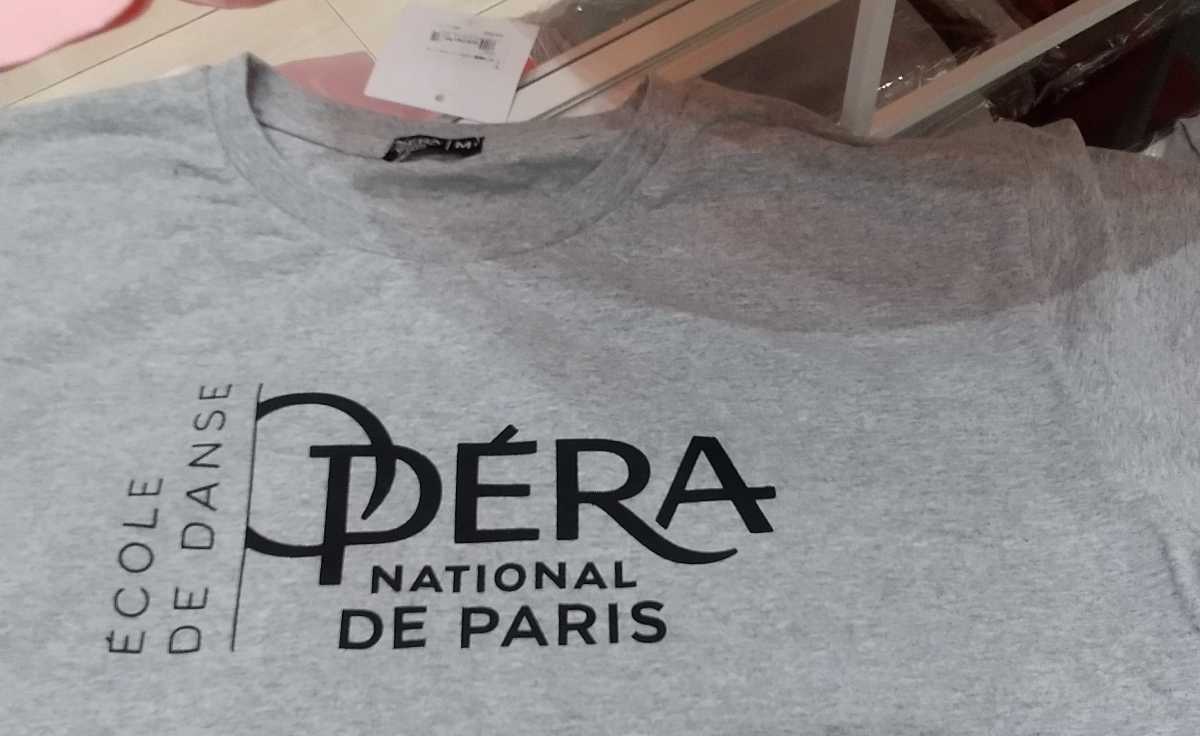 ÉCOLE
DE DANSE
OPÉRA
NATIONAL
DE PARIS